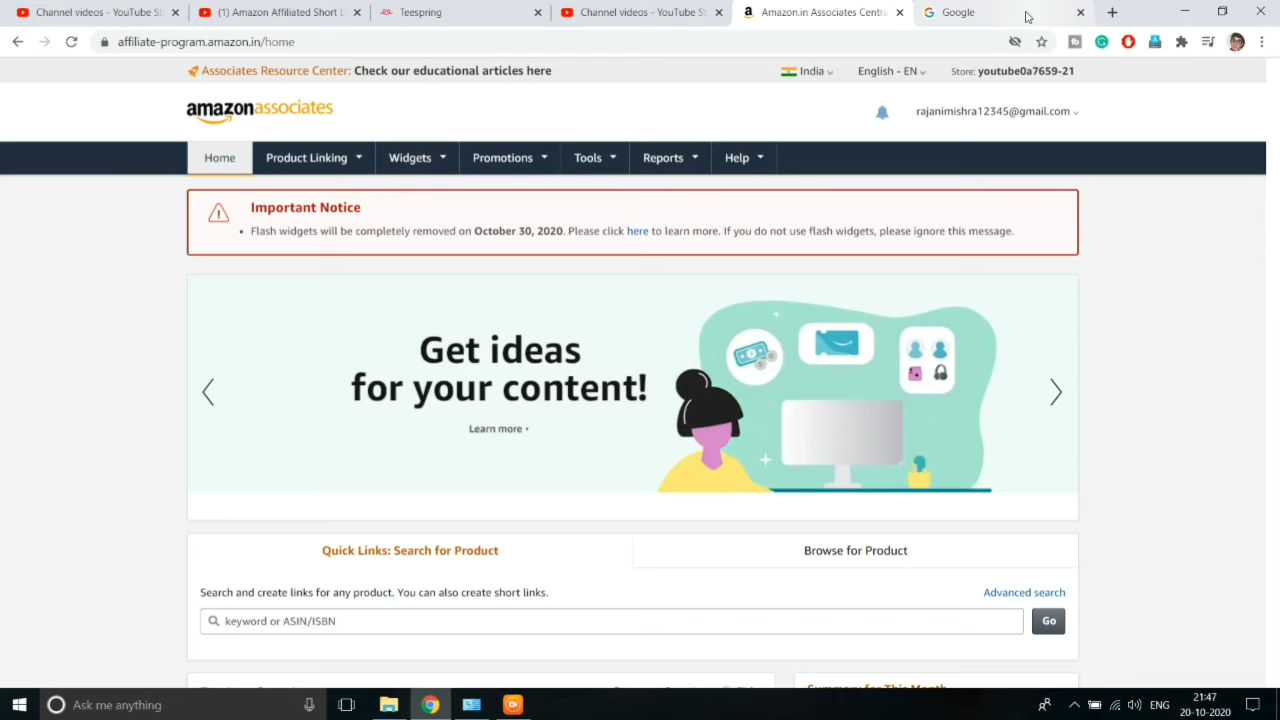 Channel videos - YouTube St
(1) Amazon Affiliated Short L
Teespring
Channel videos - YouTube St
Amazon.in Associates Centra
Google
affiliate-program.amazon.in/home
Associates Resource Center: Check our educational articles here
India
English - EN
Store: youtube0a7659-21
amazonassociates
rajanimishra12345@gmail.com
Home
Product Linking
Widgets
Promotions
Tools
Reports
Help
Important Notice
• Flash widgets will be completely removed on October 30, 2020. Please click here to learn more. If you do not use flash widgets, please ignore this message.
Get ideas
for your content!
Learn more
Quick Links: Search for Product
Browse for Product
Search and create links for any product. You can also create short links.
Advanced search
keyword or ASIN/ISBN
Go
Summary for This Month
Ask me anything
ENG
21:47
20-10-2020